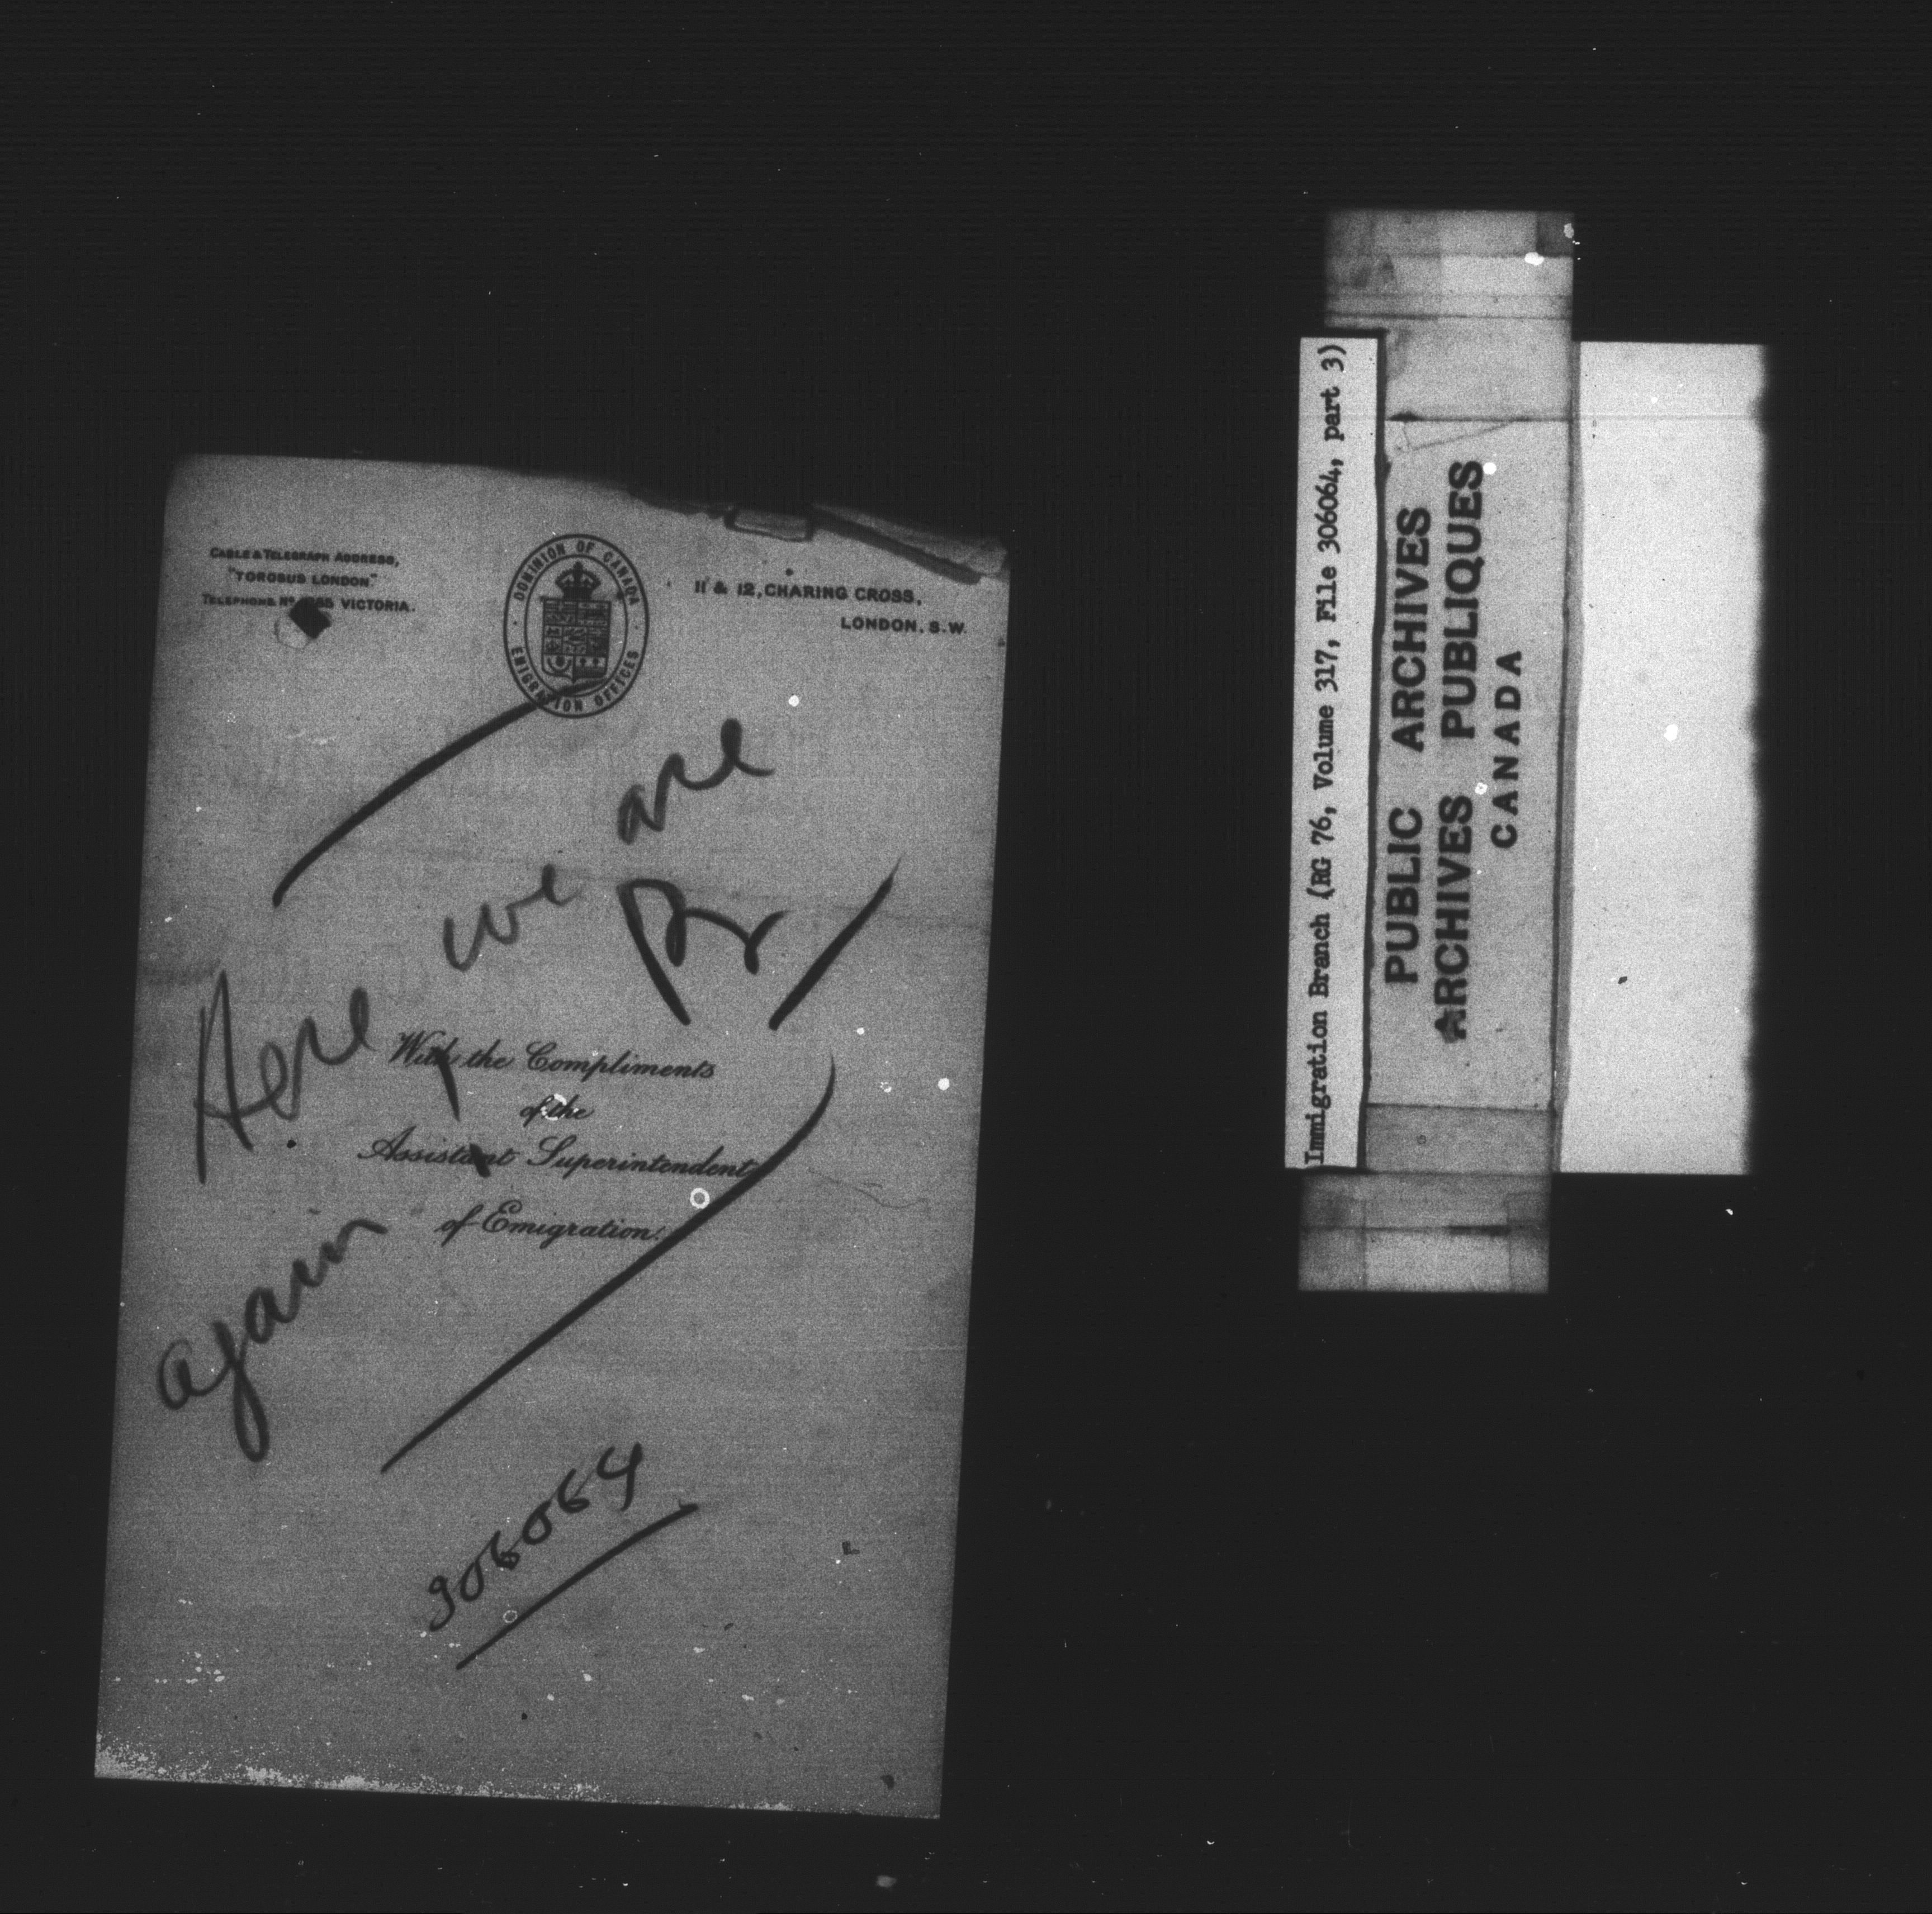 CABLE & TELEGRAPH ADDRESS,
"TOROSUS LONDON."
TELEPHONE No VICTORIA.
DOMINION OF CANADA
EMIGRATION OFFICES
11 & 12, CHARING CROSS,
LONDON. S.W.
Here we are
again
With the Compliments
of the
Assistant Superintendent
of Emigration.
306064
Immigration Branch (RG 76, Volume 317, File 306064, part 3)
PUBLIC ARCHIVES
ARCHIVES PUBLIQUES
CANADA